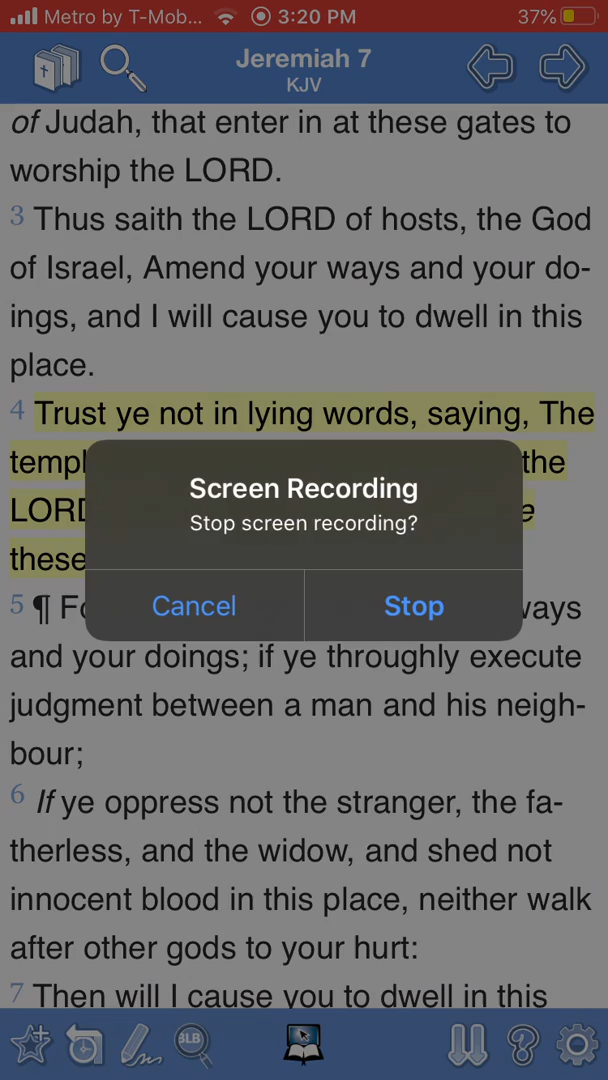 Metro by T-Mob... 3:20 PM 37%
Jeremiah 7
KJV
of Judah, that enter in at these gates to
worship the LORD.
3 Thus saith the LORD of hosts, the God
of Israel, Amend your ways and your do-
ings, and I will cause you to dwell in this
place.
4 Trust ye not in lying words, saying, The
the
LORD
these
Screen Recording
Stop screen recording?
Cancel Stop
5 ¶ ways
and your doings; if ye throughly execute
judgment between a man and his neigh-
bour;
6 If ye oppress not the stranger, the fa-
therless, and the widow, and shed not
innocent blood in this place, neither walk
after other gods to your hurt:
7 Then will I cause you to dwell in this
BLB